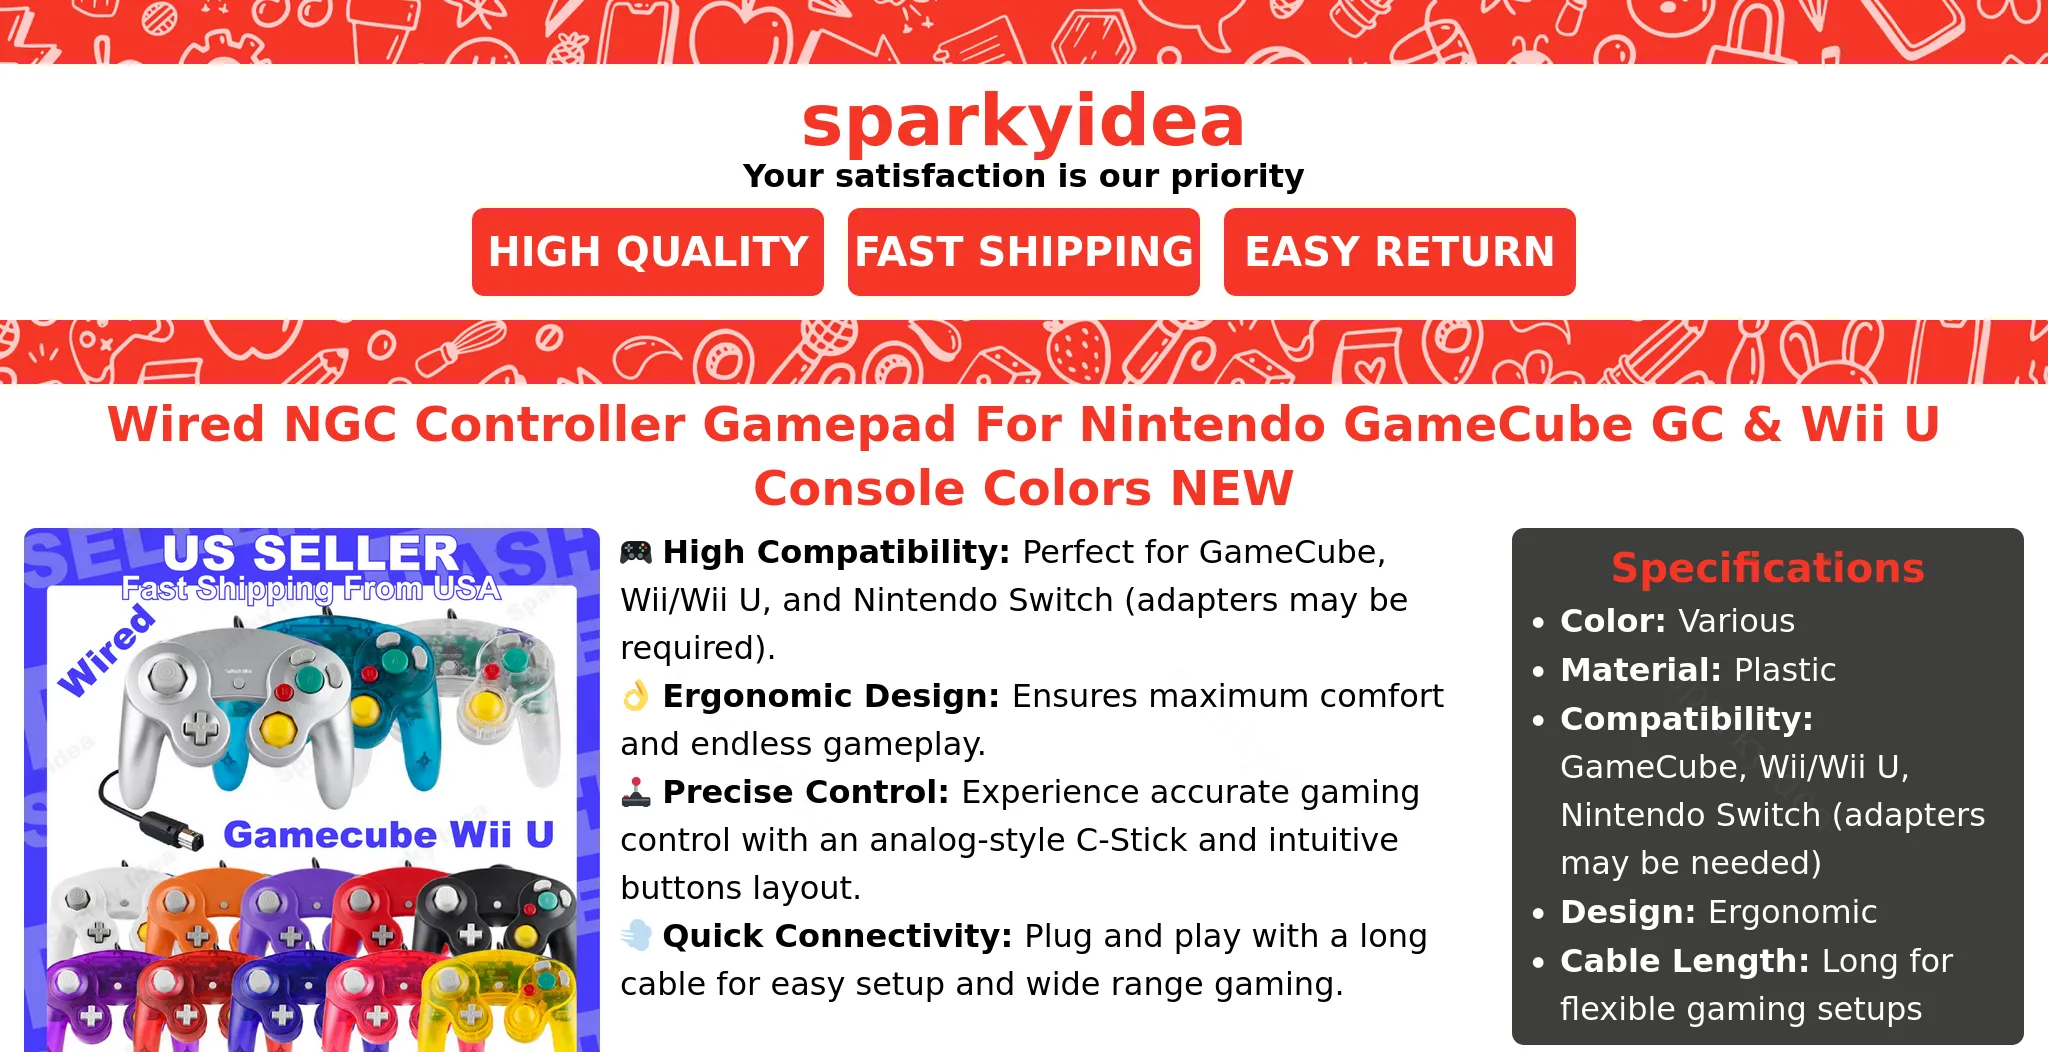 sparkyidea
Your satisfaction is our priority
HIGH QUALITY
FAST SHIPPING
EASY RETURN
Wired NGC Controller Gamepad For Nintendo GameCube GC & Wii U
Console Colors NEW
US SELLER
Fast Shipping From USA
Wired
Gamecube Wii U
🎮 High Compatibility: Perfect for GameCube,
Wii/Wii U, and Nintendo Switch (adapters may be
required).
👌 Ergonomic Design: Ensures maximum comfort
and endless gameplay.
🕹️ Precise Control: Experience accurate gaming
control with an analog-style C-Stick and intuitive
buttons layout.
💨 Quick Connectivity: Plug and play with a long
cable for easy setup and wide range gaming.
Specifications
• Color: Various
• Material: Plastic
• Compatibility:
GameCube, Wii/Wii U,
Nintendo Switch (adapters
may be needed)
• Design: Ergonomic
• Cable Length: Long for
flexible gaming setups